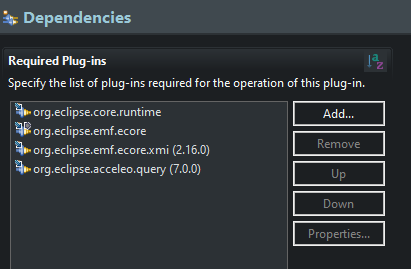 Dependencies
Required Plug-ins
Specify the list of plug-ins required for the operation of this plug-in.
org.eclipse.core.runtime
org.eclipse.emf.ecore
org.eclipse.emf.ecore.xmi (2.16.0)
org.eclipse.acceleo.query (7.0.0)
Add...
Remove
Up
Down
Properties...